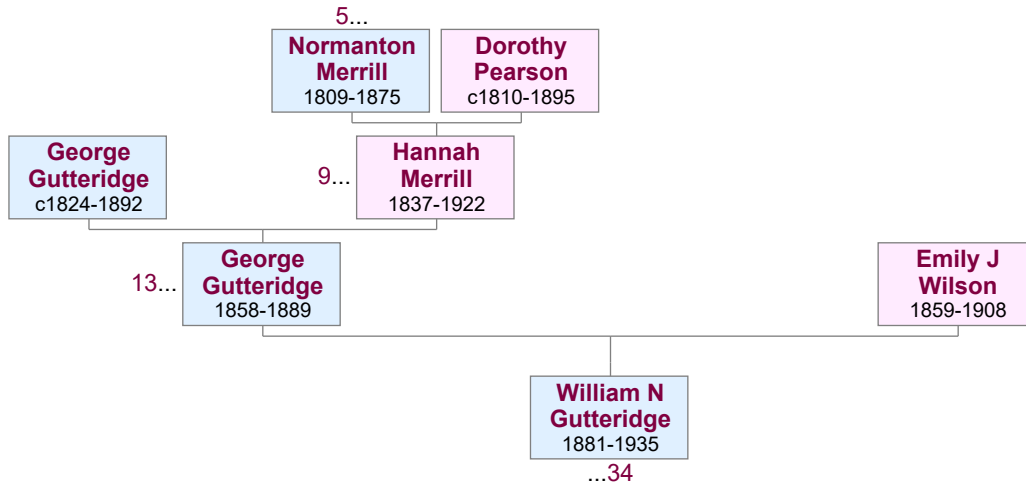 5...
Normanton
Merrill
1809-1875
Dorothy
Pearson
c1810-1895
George
Gutteridge
c1824-1892
9...
Hannah
Merrill
1837-1922
13...
George
Gutteridge
1858-1889
Emily J
Wilson
1859-1908
William N
Gutteridge
1881-1935
...34